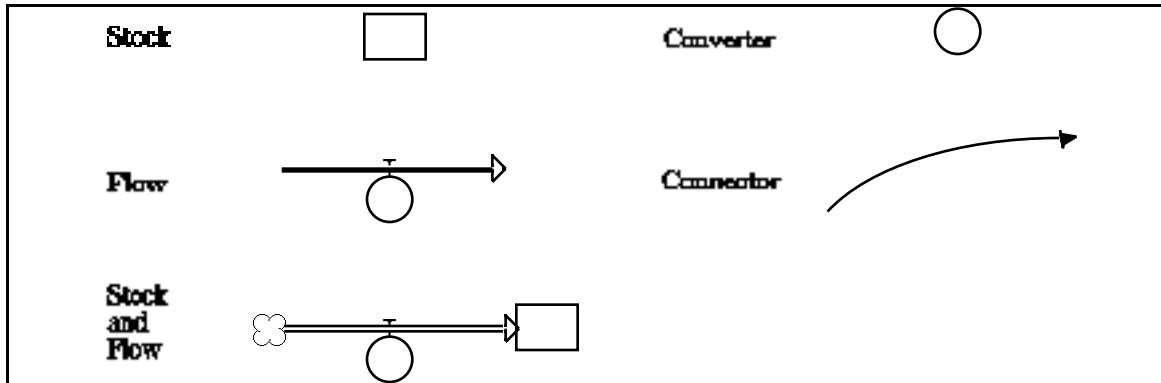 Stock
Converter
Flow
Connector
Stock
and
Flow